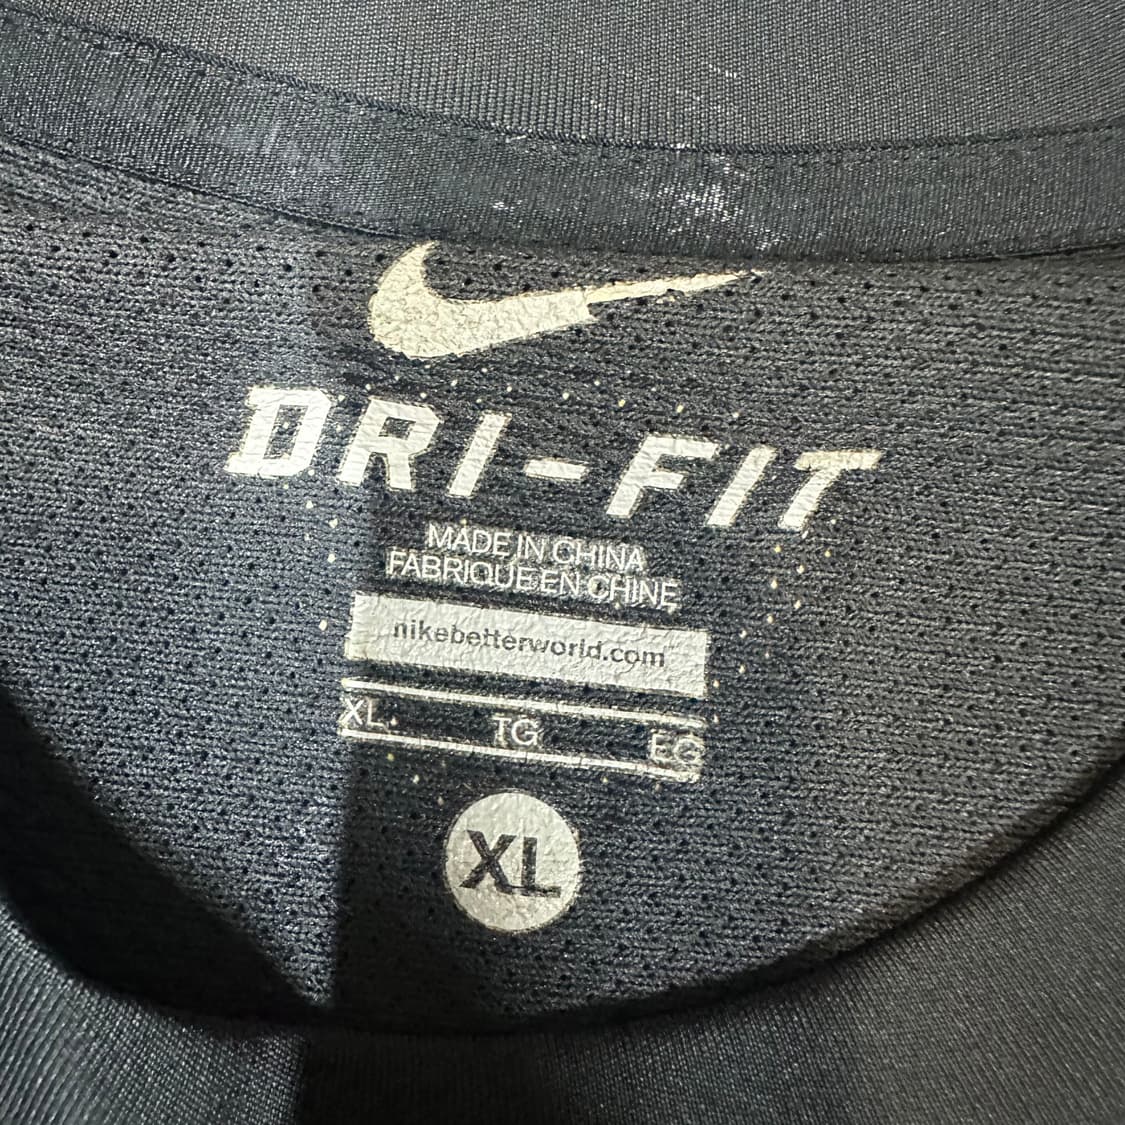 DRI-FIT
MADE IN CHINA
FABRIQUE EN CHINE
nikebetterworld.com
XL TG EG
XL